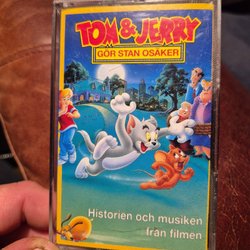 TOM & JERRY
GÖR STAN OSÄKER
Historien och musiken
från filmen